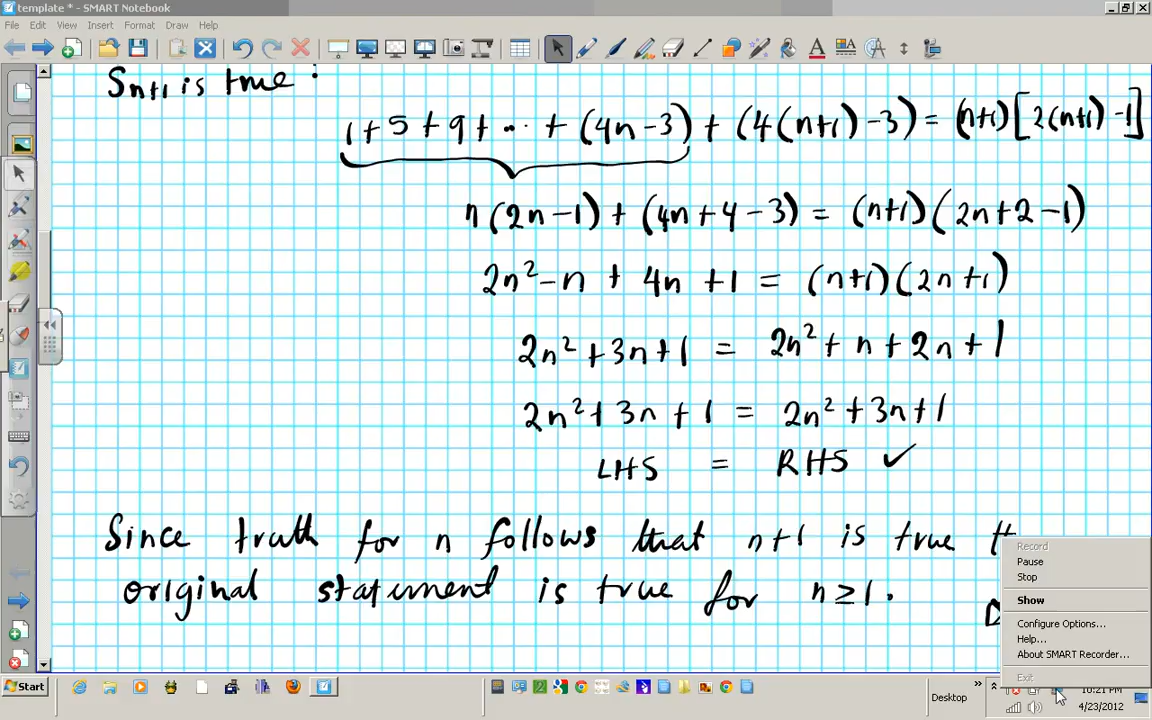 template * - SMART Notebook
File Edit View Insert Format Draw Help
Sn+1 is true :
1 + 5 + 9 + ... + (4n - 3) + (4(n+1) - 3) = (n+1)[2(n+1) - 1]
n(2n - 1) + (4n + 4 - 3) = (n+1)(2n + 2 - 1)
2n² - n + 4n + 1 = (n+1)(2n + 1)
2n² + 3n + 1 = 2n² + n + 2n + 1
2n² + 3n + 1 = 2n² + 3n + 1
LHS = RHS ✓
Since truth for n follows that n+1 is true
original statement is true for n ≥ 1.
Record
Pause
Stop
Show
Configure Options...
Help...
About SMART Recorder...
Exit
Start
Desktop
10:21 PM
4/23/2012